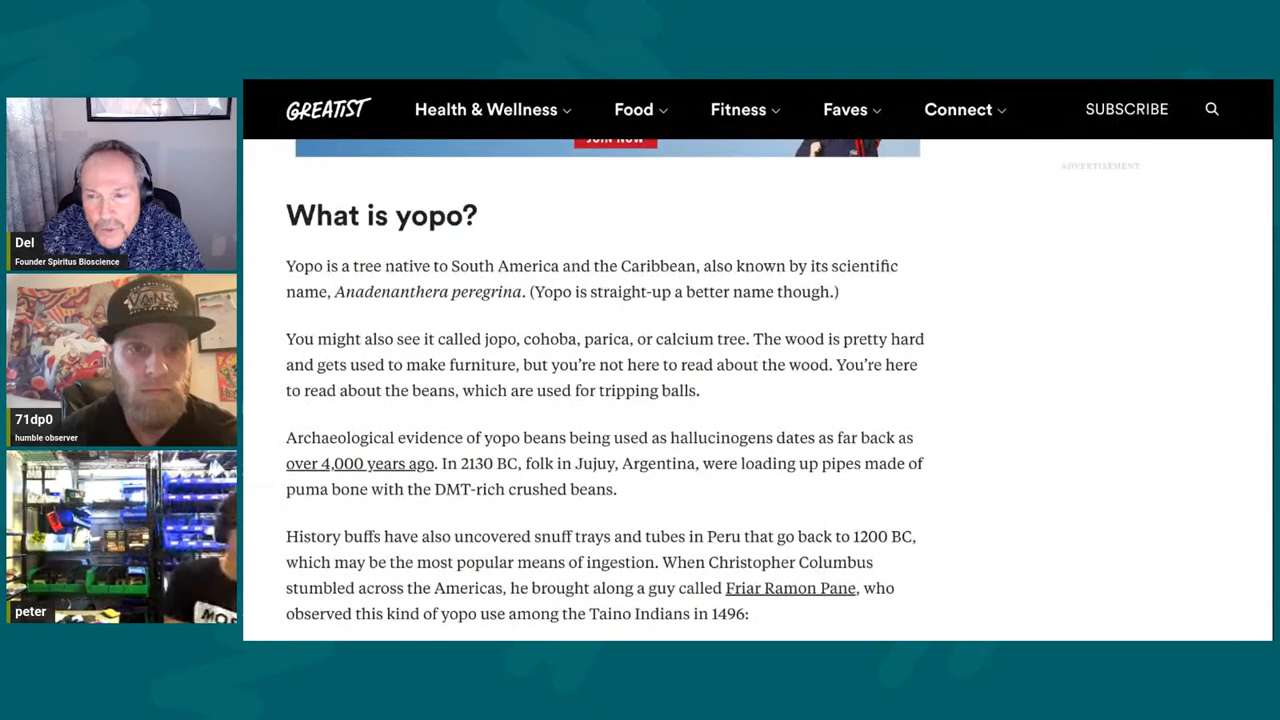 GREATIST
Health & Wellness
Food
Fitness
Faves
Connect
SUBSCRIBE
JOIN NOW
ADVERTISEMENT
What is yopo?
Yopo is a tree native to South America and the Caribbean, also known by its scientific
name, Anadenanthera peregrina. (Yopo is straight-up a better name though.)
You might also see it called jopo, cohoba, parica, or calcium tree. The wood is pretty hard
and gets used to make furniture, but you’re not here to read about the wood. You’re here
to read about the beans, which are used for tripping balls.
Archaeological evidence of yopo beans being used as hallucinogens dates as far back as
over 4,000 years ago. In 2130 BC, folk in Jujuy, Argentina, were loading up pipes made of
puma bone with the DMT-rich crushed beans.
History buffs have also uncovered snuff trays and tubes in Peru that go back to 1200 BC,
which may be the most popular means of ingestion. When Christopher Columbus
stumbled across the Americas, he brought along a guy called Friar Ramon Pane, who
observed this kind of yopo use among the Taino Indians in 1496:
Del
Founder Spiritus Bioscience
VANS
71dp0
humble observer
peter